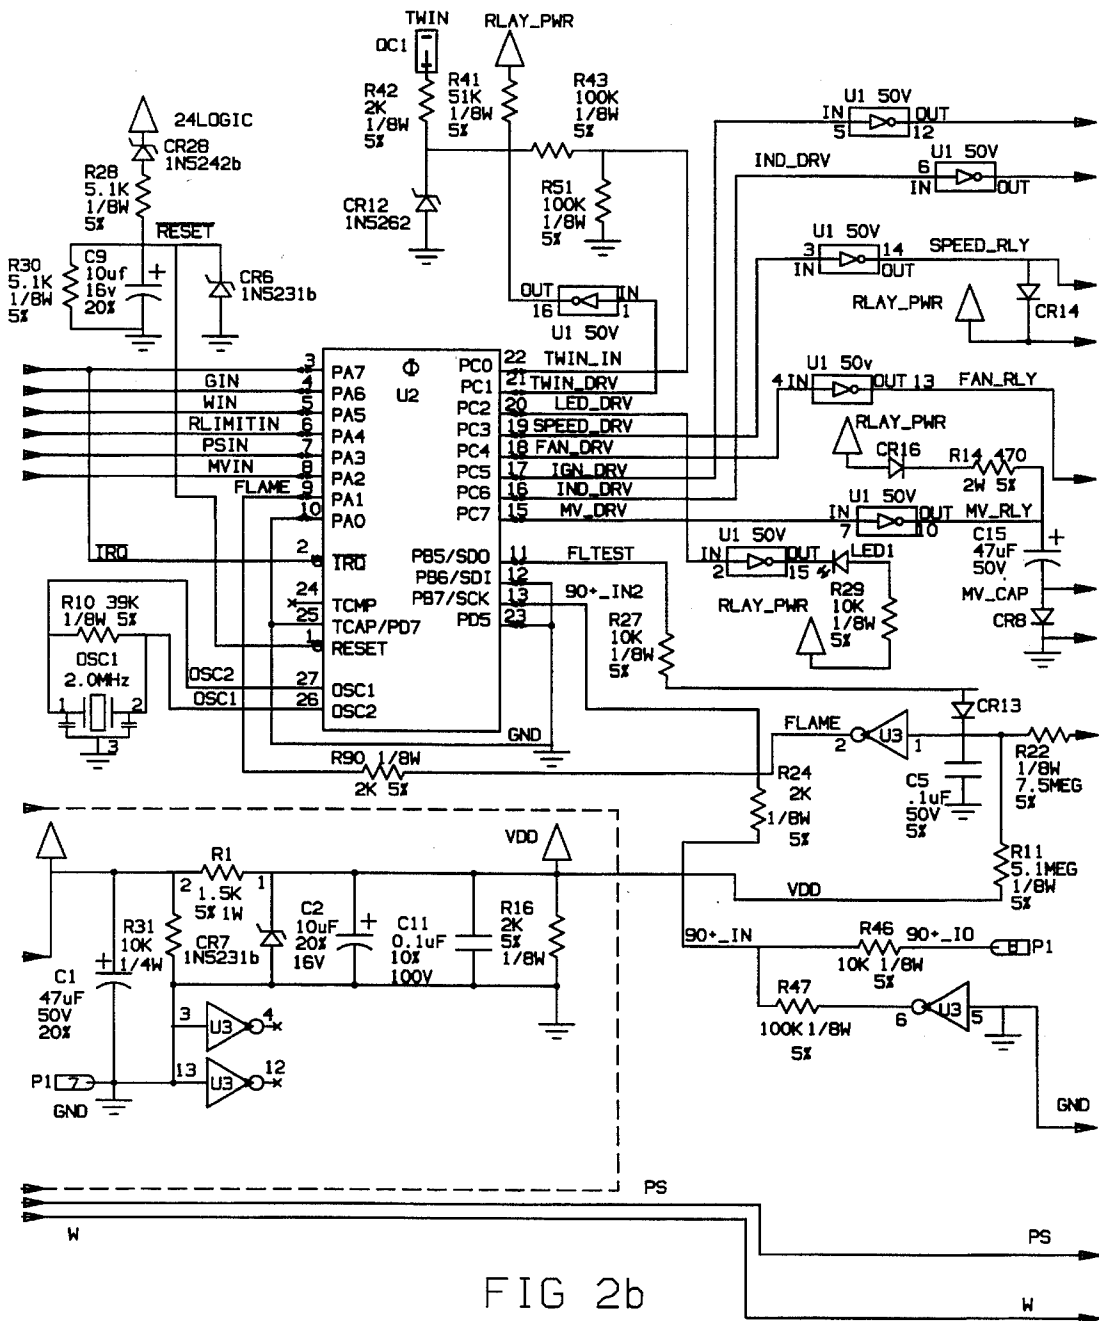 TWIN
RLAY_PWR
QC1
24LOGIC
CR28
1N5242b
R28
5.1K
1/8W
5%
R42
2K
1/8W
5%
R41
51K
1/8W
5%
R43
100K
1/8W
5%
U1 50V
IN
5
OUT
12
IND_DRV
U1 50V
6
IN
OUT
CR12
1N5262
R51
100K
1/8W
5%
RESET
R30
5.1K
1/8W
5%
C9
10uf
16v
20%
+
CR6
1N5231b
U1 50V
3
IN
14
OUT
SPEED_RLY
RLAY_PWR
CR14
OUT
16
IN
1
U1 50V
Φ
U2
3 PA7
GIN 4 PA6
WIN 5 PA5
RLIMITIN 6 PA4
PSIN 7 PA3
MVIN 8 PA2
FLAME 9 PA1
10 PA0
IRQ 2 IRQ
24 TCMP
25 TCAP/PD7
1 RESET
OSC2 27 OSC1
OSC1 26 OSC2
PC0 22 TWIN_IN
PC1 21 TWIN_DRV
PC2 20 LED_DRV
PC3 19 SPEED_DRV
PC4 18 FAN_DRV
PC5 17 IGN_DRV
PC6 16 IND_DRV
PC7 15 MV_DRV
PB5/SDO 11 FLTEST
PB6/SDI 12
PB7/SCK 13 90+_IN2
PD5 23
GND
U1 50v
4 IN
OUT 13
FAN_RLY
RLAY_PWR
CR16
R14 470
2W 5%
U1 50V
IN
7
OUT
10
MV_RLY
C15
47uF
50V
+
MV_CAP
CR8
U1 50V
IN
2
OUT
15
LED1
RLAY_PWR
R29
10K
1/8W
5%
R10 39K
1/8W 5%
OSC1
2.0MHz
1
2
3
R27
10K
1/8W
5%
CR13
FLAME
2
U3
1
R22
1/8W
7.5MEG
5%
C5
.1uF
50V
5%
R90 1/8W
2K 5%
R24
2K
1/8W
5%
R11
5.1MEG
1/8W
5%
VDD
VDD
2
R1
1
1.5K
5% 1W
R31
10K
1/4W
CR7
1N5231b
C2
10uF
20%
16V
+
C11
0.1uF
10%
100V
R16
2K
5%
1/8W
C1
47uF
50V
20%
+
3
U3
4
13
U3
12
P1 7
GND
90+_IN
R46
10K 1/8W
5%
90+_IO
8 P1
R47
100K 1/8W
5%
6
U3
5
GND
PS
W
PS
W
FIG 2b